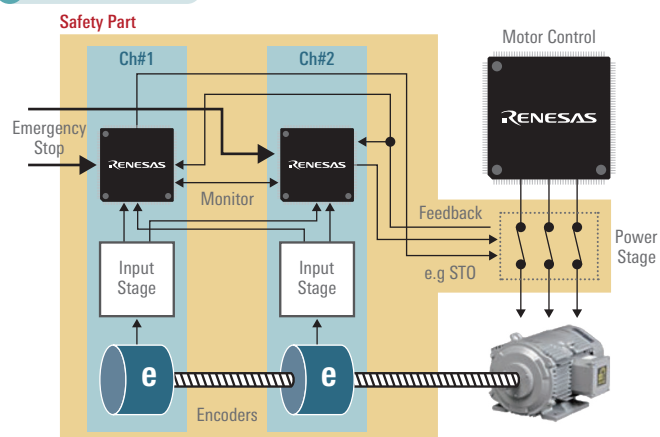 Safety Part
Motor Control
Ch#1
Ch#2
RENESAS
Emergency
Stop
RENESAS
RENESAS
Monitor
Feedback
Power
Stage
e.g STO
Input
Stage
Input
Stage
e
e
Encoders